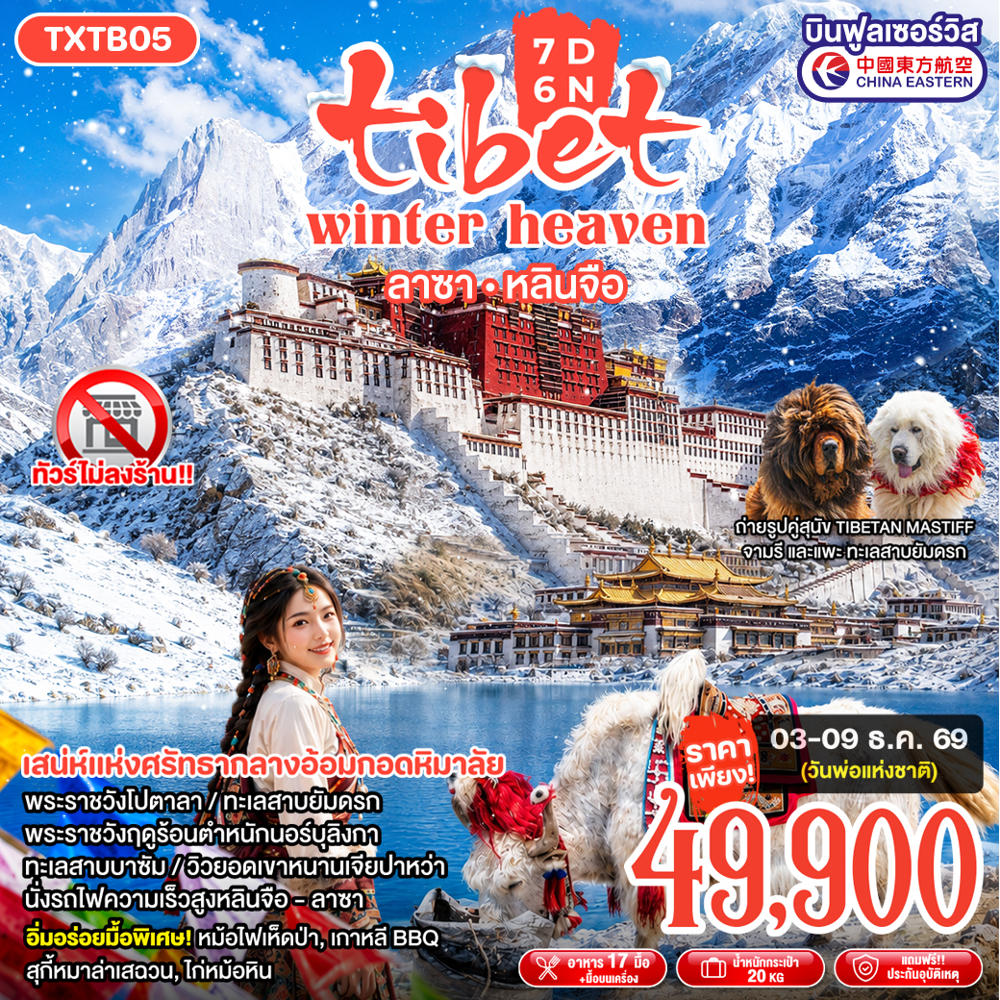 TXTB05
7 D
6 N
tibet
winter heaven
ลาซา • หลินจือ
บินฟูลเซอร์วิส
中國東方航空
CHINA EASTERN
ทัวร์ไม่ลงร้าน!!
ถ่ายรูปคู่สุนัข TIBETAN MASTIFF
จามรี และแพะ ทะเลสาบยัมดรก
เสน่ห์แห่งศรัทธากลางอ้อมกอดหิมาลัย
พระราชวังโปตาลา / ทะเลสาบยัมดรก
พระราชวังฤดูร้อนตำหนักนอร์บุลิงกา
ทะเลสาบบาซัม / วิวยอดเขาหนานเจียปาหว่า
นั่งรถไฟความเร็วสูงหลินจือ - ลาซา
อิ่มอร่อยมื้อพิเศษ! หม้อไฟเห็ดป่า, เกาหลี BBQ
สุกี้หมาล่าเสฉวน, ไก่หม้อหิน
ราคา
เพียง!
03-09 ธ.ค. 69
(วันพ่อแห่งชาติ)
49,900
อาหาร 17 มื้อ
+มื้อบนเครื่อง
น้ำหนักกระเป๋า
20 KG
แถมฟรี!!
ประกันอุบัติเหตุ